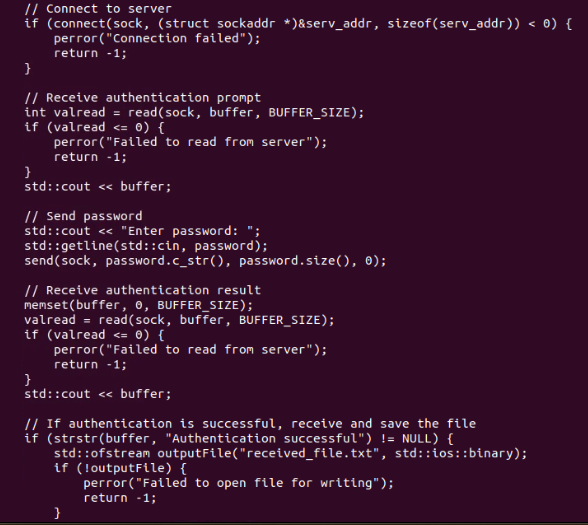 // Connect to server
if (connect(sock, (struct sockaddr *)&serv_addr, sizeof(serv_addr)) < 0) {
    perror("Connection failed");
    return -1;
}

// Receive authentication prompt
int valread = read(sock, buffer, BUFFER_SIZE);
if (valread <= 0) {
    perror("Failed to read from server");
    return -1;
}
std::cout << buffer;

// Send password
std::cout << "Enter password: ";
std::getline(std::cin, password);
send(sock, password.c_str(), password.size(), 0);

// Receive authentication result
memset(buffer, 0, BUFFER_SIZE);
valread = read(sock, buffer, BUFFER_SIZE);
if (valread <= 0) {
    perror("Failed to read from server");
    return -1;
}
std::cout << buffer;

// If authentication is successful, receive and save the file
if (strstr(buffer, "Authentication successful") != NULL) {
    std::ofstream outputFile("received_file.txt", std::ios::binary);
    if (!outputFile) {
        perror("Failed to open file for writing");
        return -1;
    }